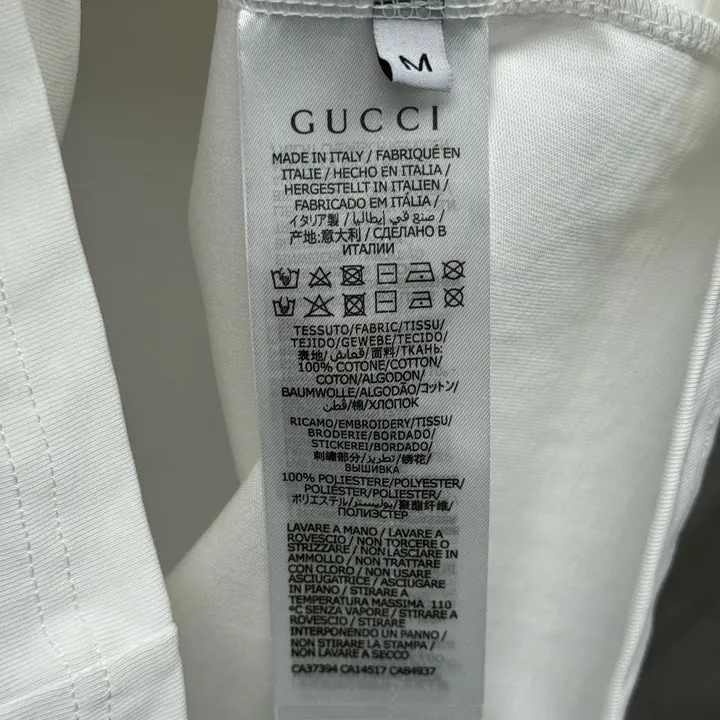 M
GUCCI
MADE IN ITALY / FABRIQUÉ EN
ITALIE / HECHO EN ITALIA /
HERGESTELLT IN ITALIEN /
FABRICADO EM ITÁLIA /
イタリア製 / صنع في إيطاليا /
产地:意大利 / СДЕЛАНО В
ИТАЛИИ
TESSUTO/FABRIC/TISSU/
TEJIDO/GEWEBE/TECIDO/
表地/قماش/面料/ТКАНЬ:
100% COTONE/COTTON/
COTON/ALGODON/
BAUMWOLLE/ALGODÃO/コットン/
قطن/棉/ХЛОПОК
RICAMO/EMBROIDERY/TISSU/
BRODERIE/BORDADO/
STICKEREI/BORDADO/
刺繍部分/تطريز/绣花/
ВЫШИВКА
100% POLIESTERE/POLYESTER/
POLIÉSTER/POLIESTER/
ポリエステル/بوليستر/聚酯纤维/
ПОЛИЭСТЕР
LAVARE A MANO / LAVARE A
ROVESCIO / NON TORCERE O
STRIZZARE / NON LASCIARE IN
AMMOLLO / NON TRATTARE
CON CLORO / NON USARE
ASCIUGATRICE / ASCIUGARE
IN PIANO / STIRARE A
TEMPERATURA MASSIMA 110
°C SENZA VAPORE / STIRARE A
ROVESCIO / STIRARE
INTERPONENDO UN PANNO /
NON STIRARE LA STAMPA /
NON LAVARE A SECCO
CA37394 CA14517 CA84937